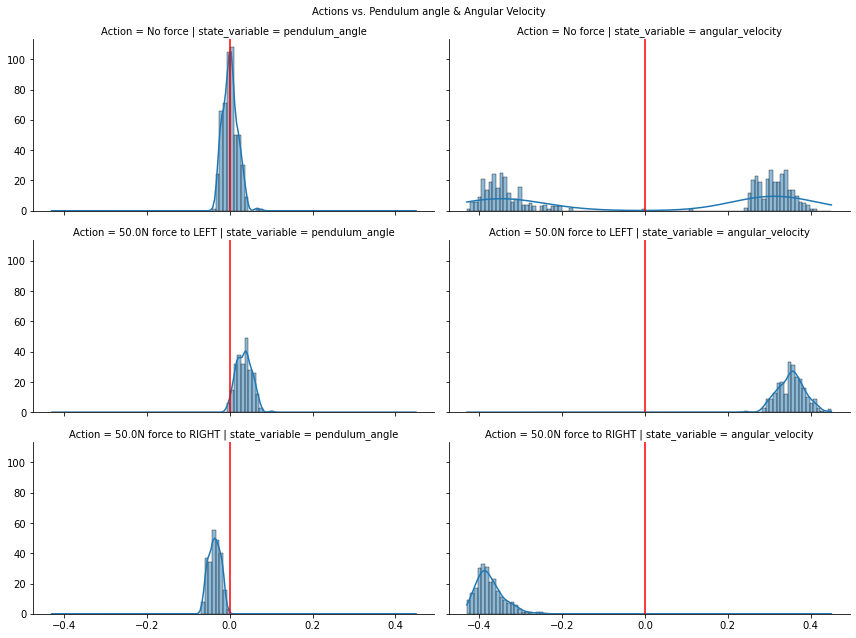 Actions vs. Pendulum angle & Angular Velocity
Action = No force | state_variable = pendulum_angle
Action = No force | state_variable = angular_velocity
100
80
60
40
20
0
Action = 50.0N force to LEFT | state_variable = pendulum_angle
Action = 50.0N force to LEFT | state_variable = angular_velocity
100
80
60
40
20
0
Action = 50.0N force to RIGHT | state_variable = pendulum_angle
Action = 50.0N force to RIGHT | state_variable = angular_velocity
100
80
60
40
20
0
−0.4 −0.2 0.0 0.2 0.4
−0.4 −0.2 0.0 0.2 0.4